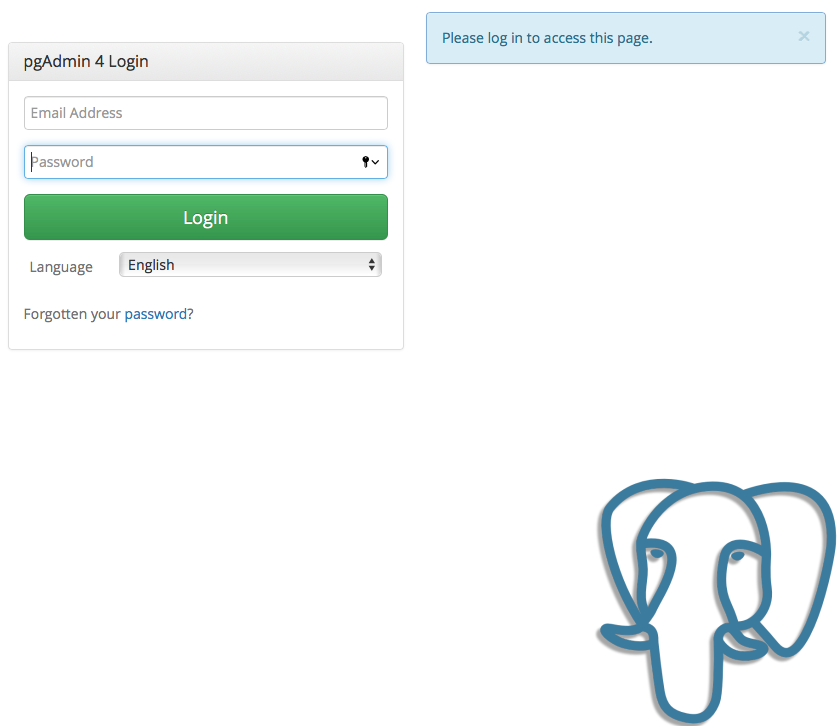 Please log in to access this page.
pgAdmin 4 Login
Email Address
Password
Login
Language English
Forgotten your password?